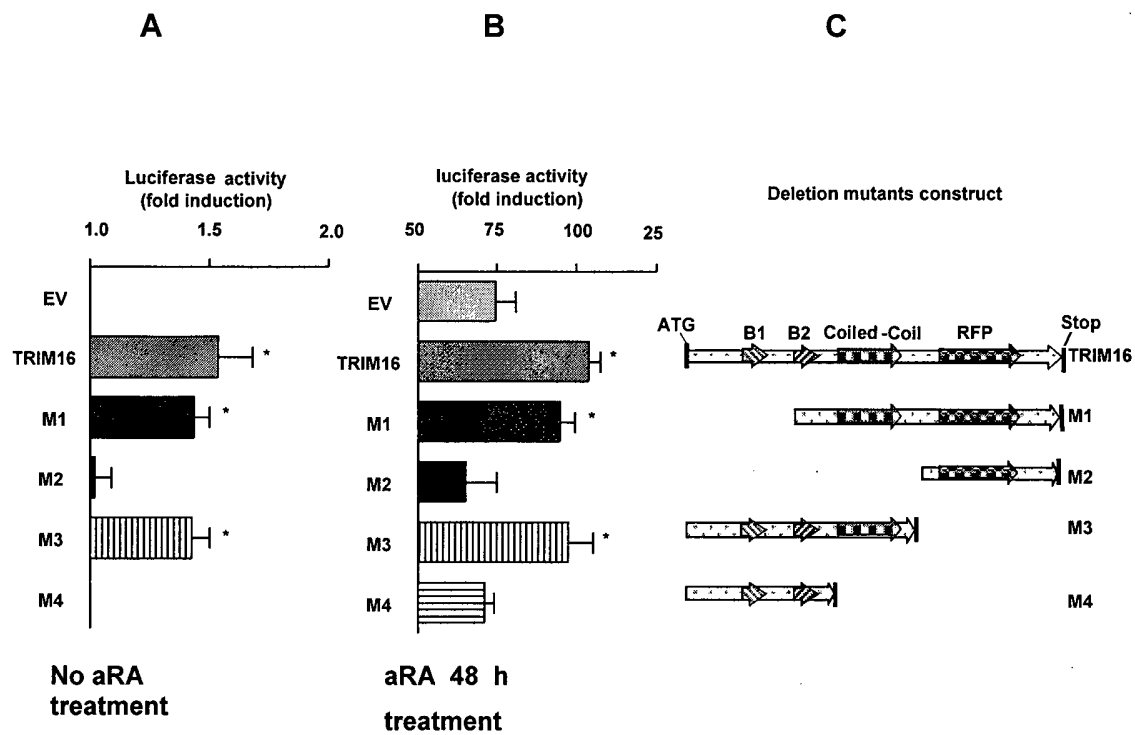 A
B
C
Luciferase activity
(fold induction)
luciferase activity
(fold induction)
Deletion mutants construct
1.0 1.5 2.0
50 75 100 25
EV
TRIM16
M1
M2
M3
M4
*
*
*
EV
TRIM16
M1
M2
M3
M4
*
*
*
ATG
B1 B2 Coiled -Coil RFP
Stop
TRIM16
M1
M2
M3
M4
No aRA
treatment
aRA 48 h
treatment